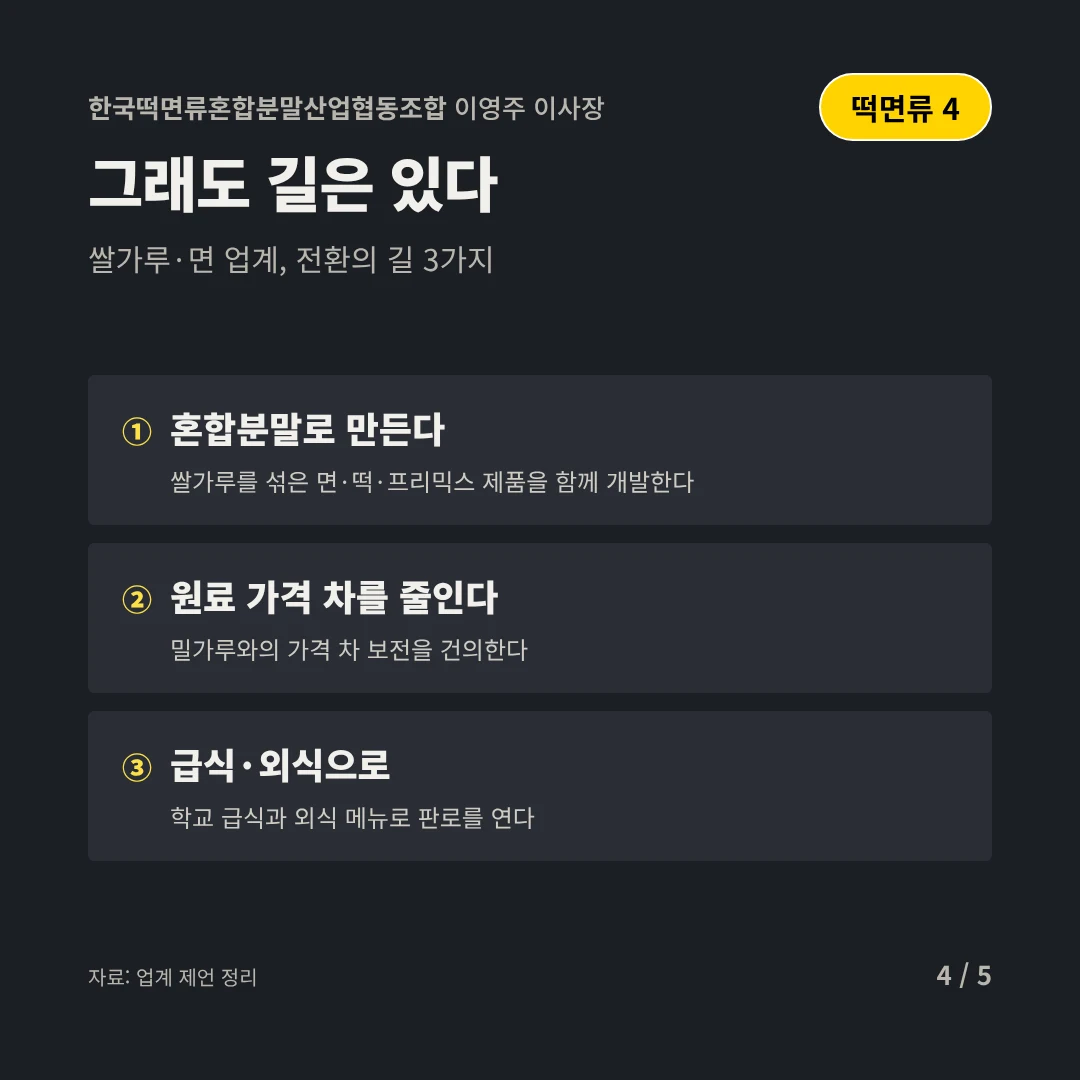 한국떡면류혼합분말산업협동조합 이영주 이사장
떡면류 4
그래도 길은 있다
쌀가루·면 업계, 전환의 길 3가지
① 혼합분말로 만든다
쌀가루를 섞은 면·떡·프리믹스 제품을 함께 개발한다
② 원료 가격 차를 줄인다
밀가루와의 가격 차 보전을 건의한다
③ 급식·외식으로
학교 급식과 외식 메뉴로 판로를 연다
자료: 업계 제언 정리
4 / 5